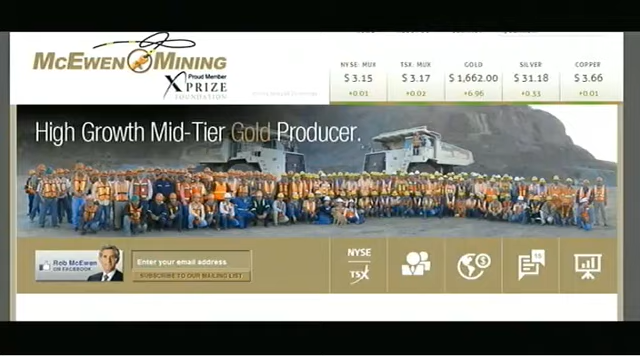 McEWEN MINING
Proud Member
X PRIZE
FOUNDATION
NYSE: MUX
$ 3.15
+0.01
TSX: MUX
$ 3.17
+0.02
GOLD
$ 1,662.00
+6.96
SILVER
$ 31.18
+0.33
COPPER
$ 3.66
+0.01
High Growth Mid-Tier Gold Producer.
Rob McEwen
ON FACEBOOK
Enter your email address
SUBSCRIBE TO OUR MAILING LIST
NYSE
TSX
$
15